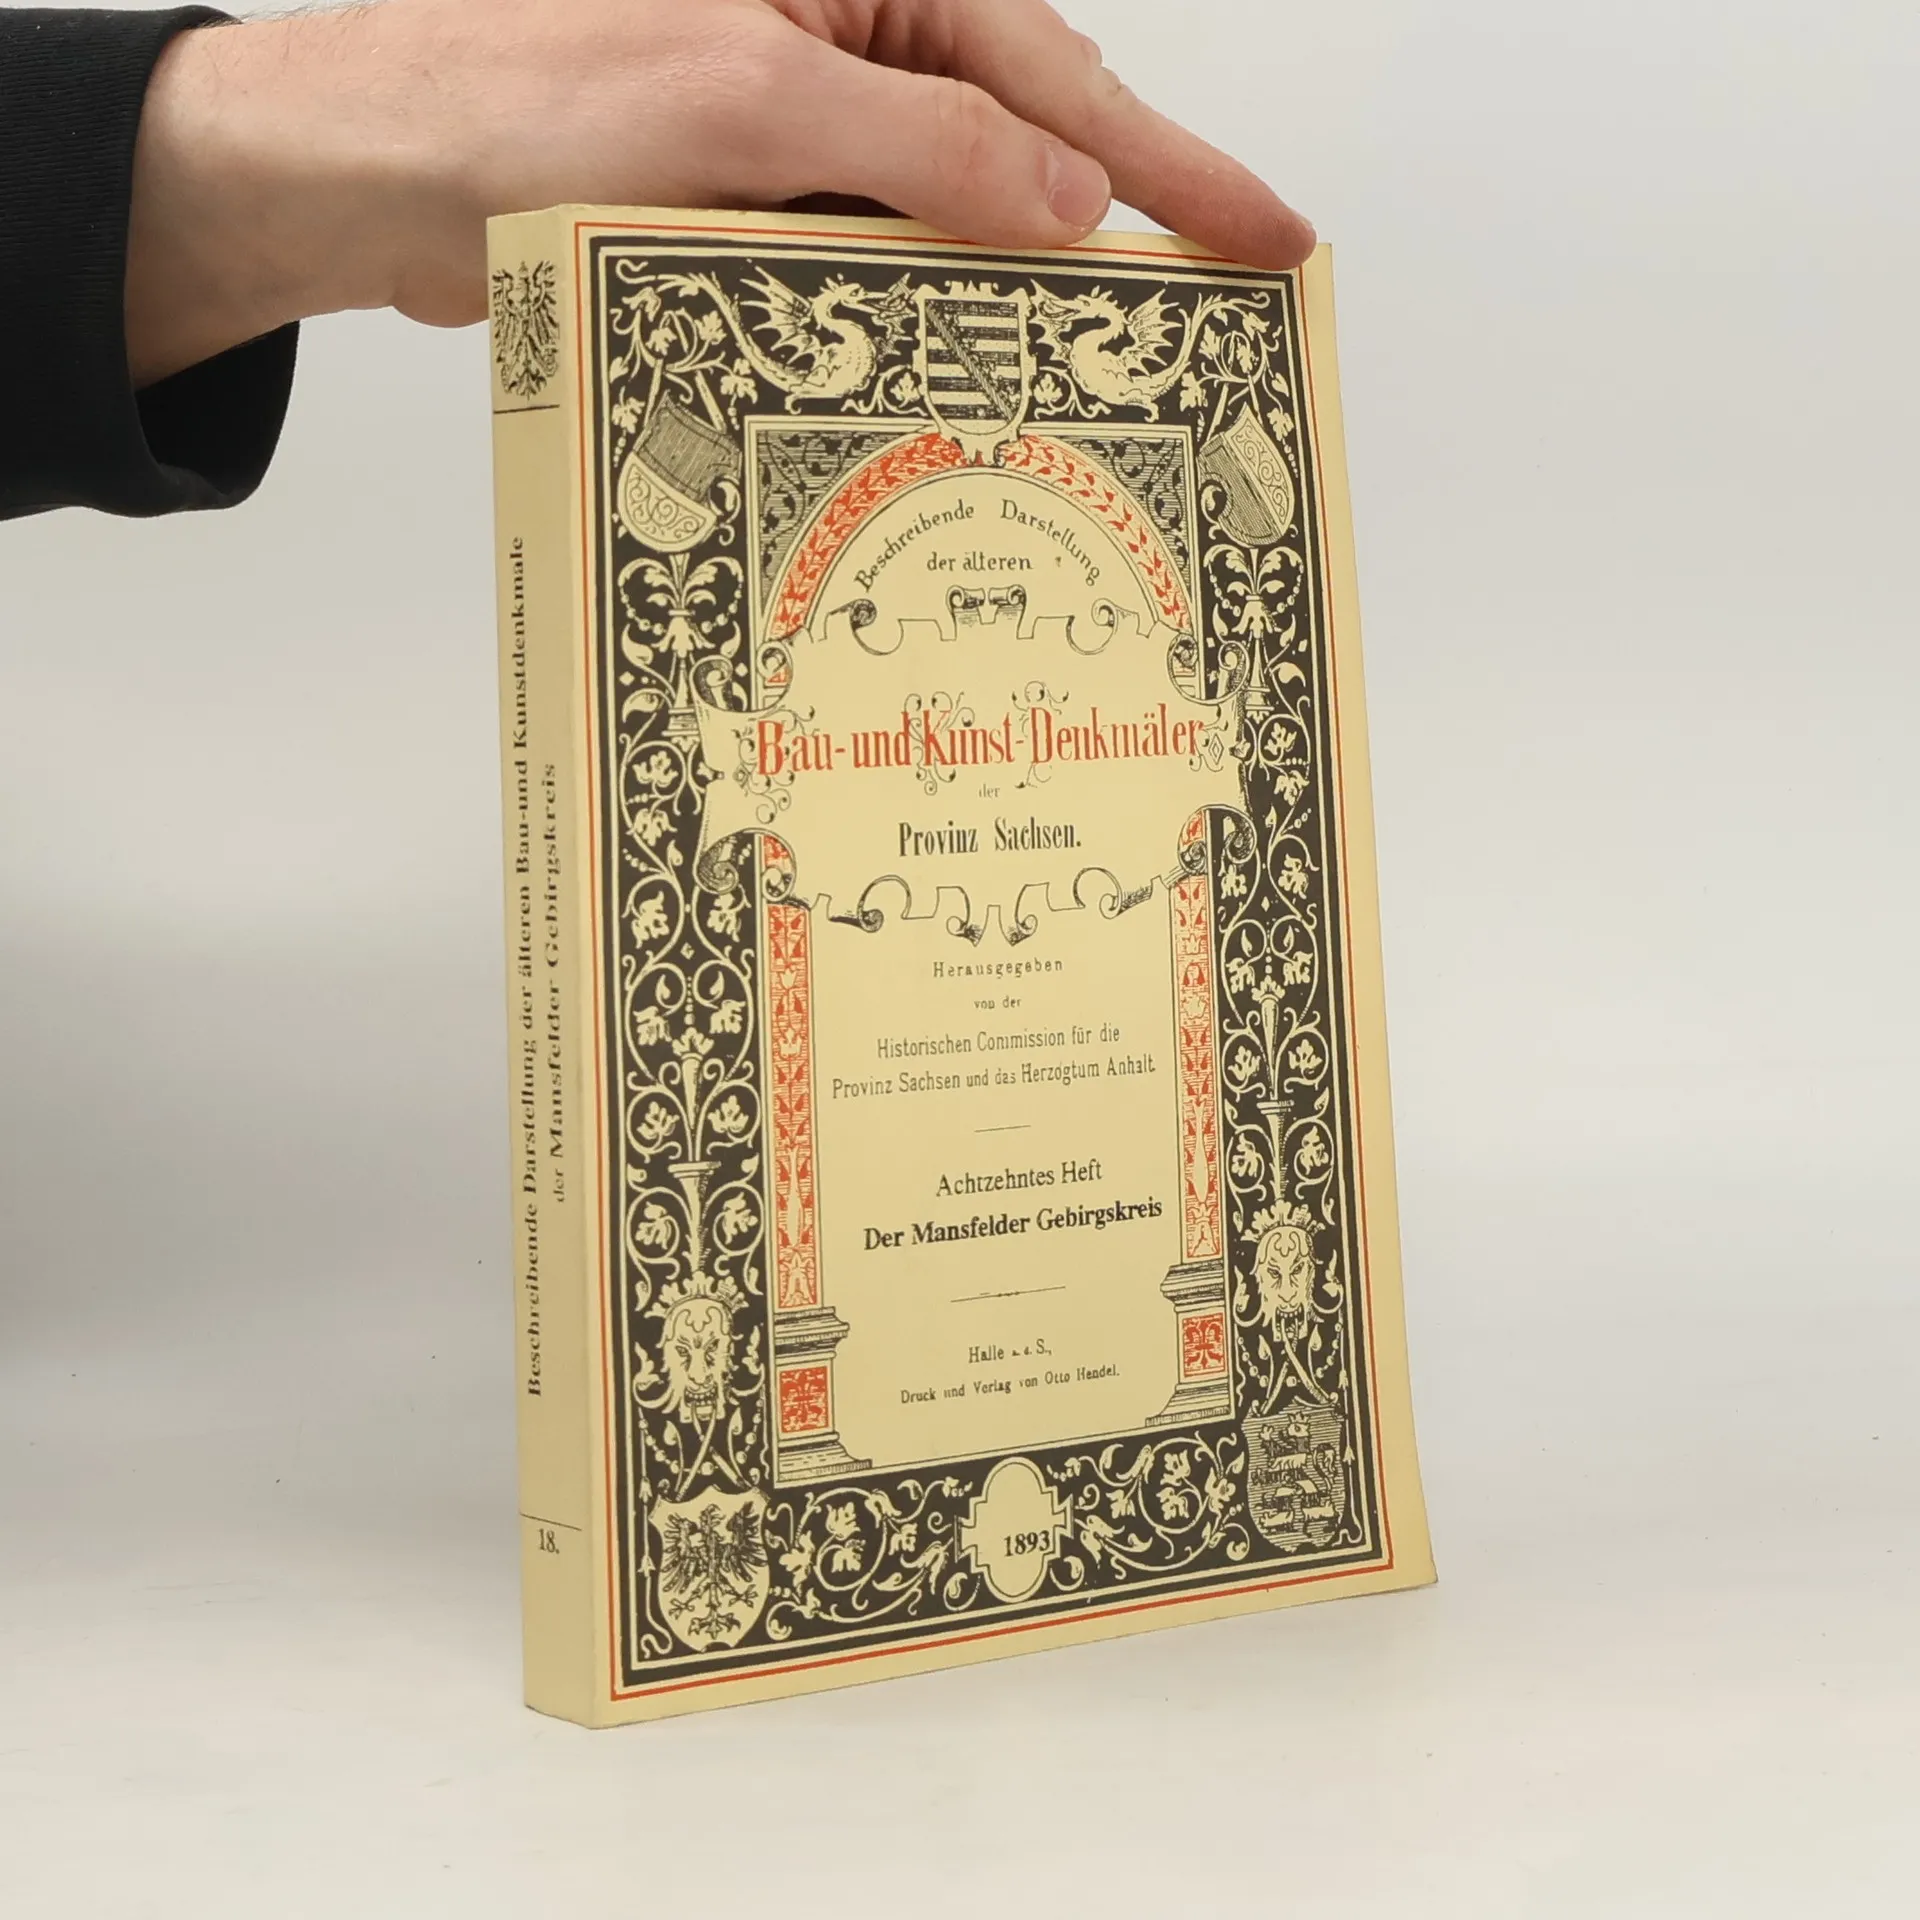 Beschreibende Darstellung
der älteren
Bau- und Kunst-Denkmäler
der
Provinz Sachsen.
Herausgegeben
von der
Historischen Commission für die
Provinz Sachsen und das Herzogtum Anhalt.
Achtzehntes Heft
Der Mansfelder Gebirgskreis
Halle a. d. S.,
Druck und Verlag von Otto Hendel.
1893
Beschreibende Darstellung der älteren Bau- und Kunstdenkmale
der Mansfelder Gebirgskreis
18.